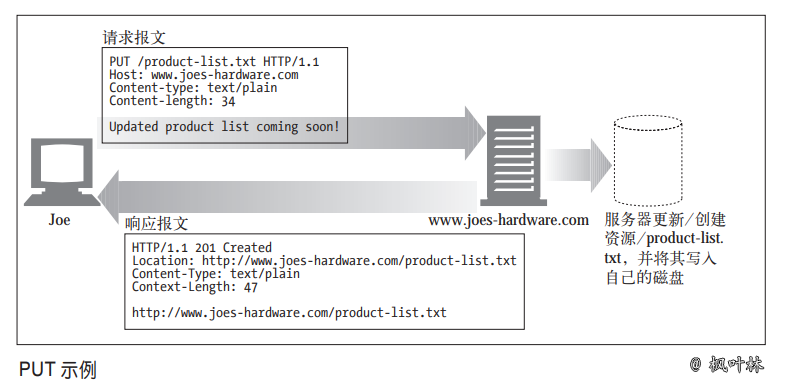 请求报文
PUT /product-list.txt HTTP/1.1
Host: www.joes-hardware.com
Content-type: text/plain
Content-length: 34
Updated product list coming soon!
Joe
www.joes-hardware.com
服务器更新/创建
资源/product-list.
txt，并将其写入
自己的磁盘
响应报文
HTTP/1.1 201 Created
Location: http://www.joes-hardware.com/product-list.txt
Content-Type: text/plain
Context-Length: 47
http://www.joes-hardware.com/product-list.txt
PUT 示例
@ 枫叶林